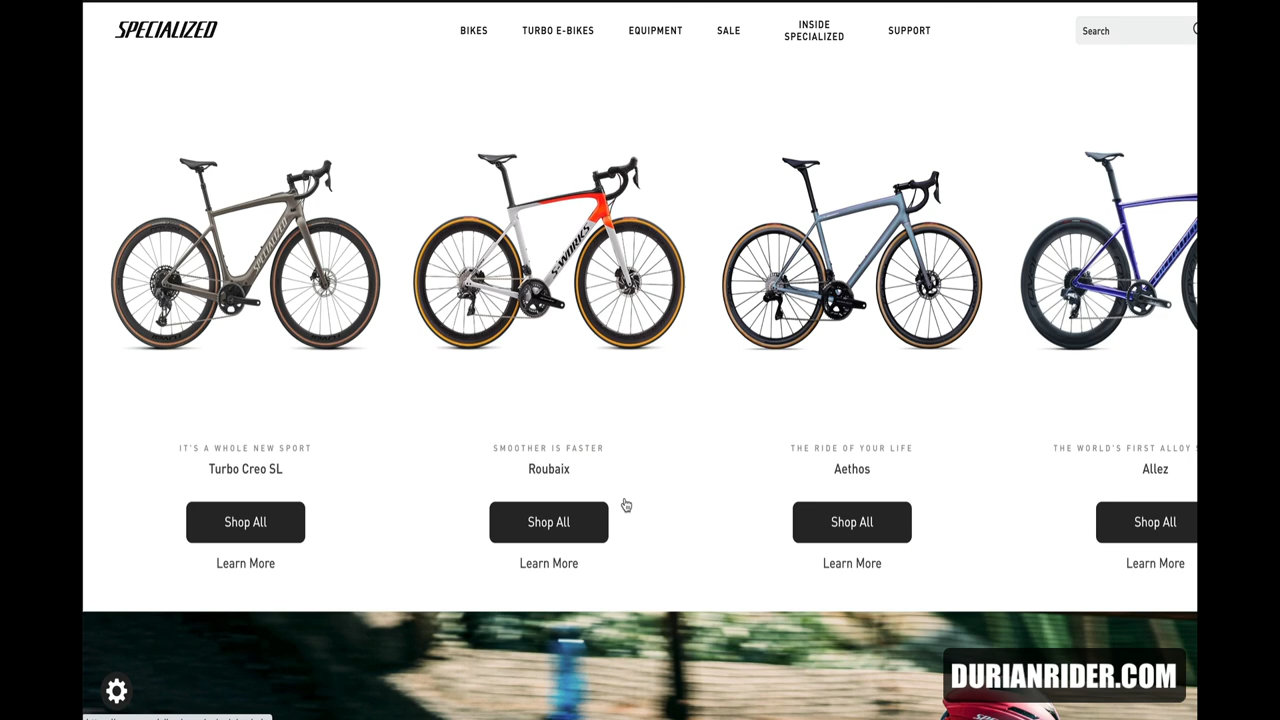 SPECIALIZED
BIKES
TURBO E-BIKES
EQUIPMENT
SALE
INSIDE
SPECIALIZED
SUPPORT
Search
SPECIALIZED
S-WORKS
IT'S A WHOLE NEW SPORT
SMOOTHER IS FASTER
THE RIDE OF YOUR LIFE
THE WORLD'S FIRST ALLOY
Turbo Creo SL
Roubaix
Aethos
Allez
Shop All
Shop All
Shop All
Shop All
Learn More
Learn More
Learn More
Learn More
DURIANRIDER.COM